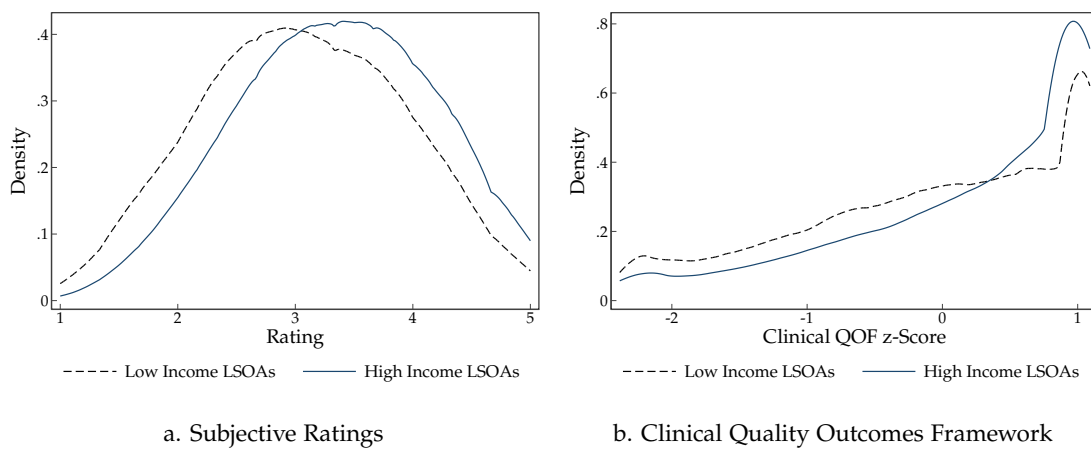 Density
.4
.3
.2
.1
0
1 2 3 4 5
Rating
Low Income LSOAs High Income LSOAs
a. Subjective Ratings
Density
.8
.6
.4
.2
0
-2 -1 0 1
Clinical QOF z-Score
Low Income LSOAs High Income LSOAs
b. Clinical Quality Outcomes Framework